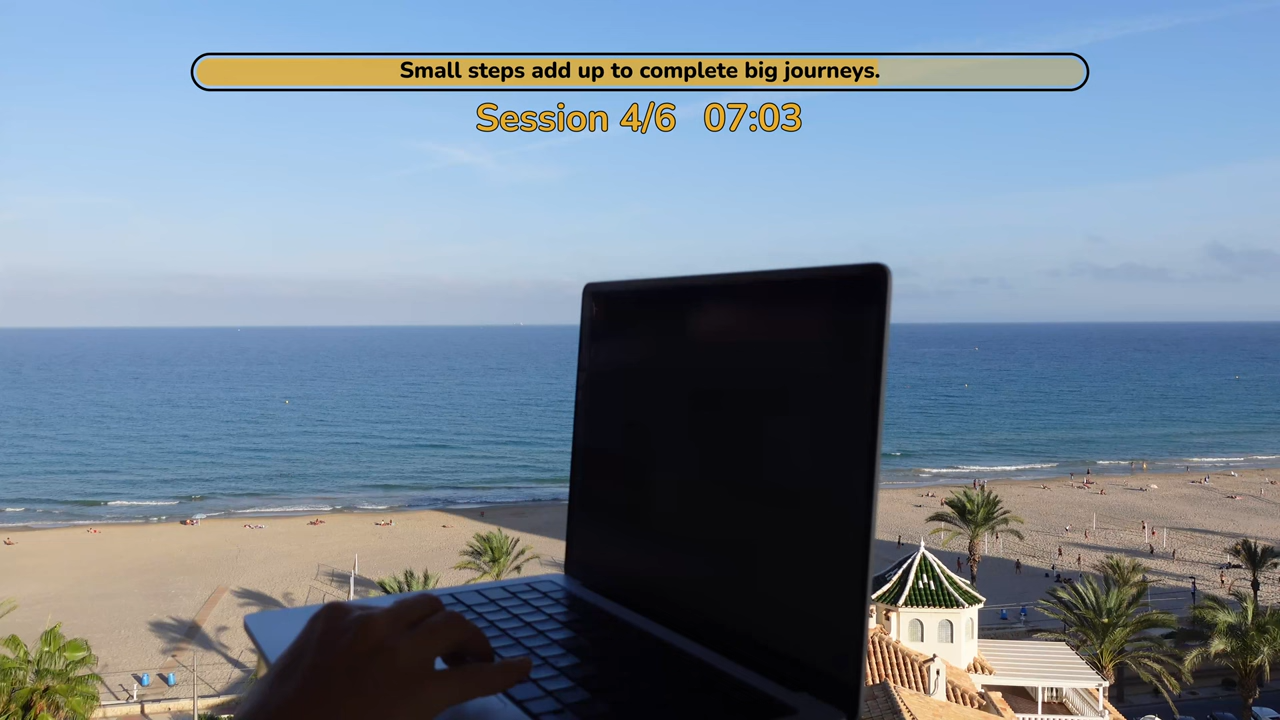 Small steps add up to complete big journeys.
Session 4/6 07:03